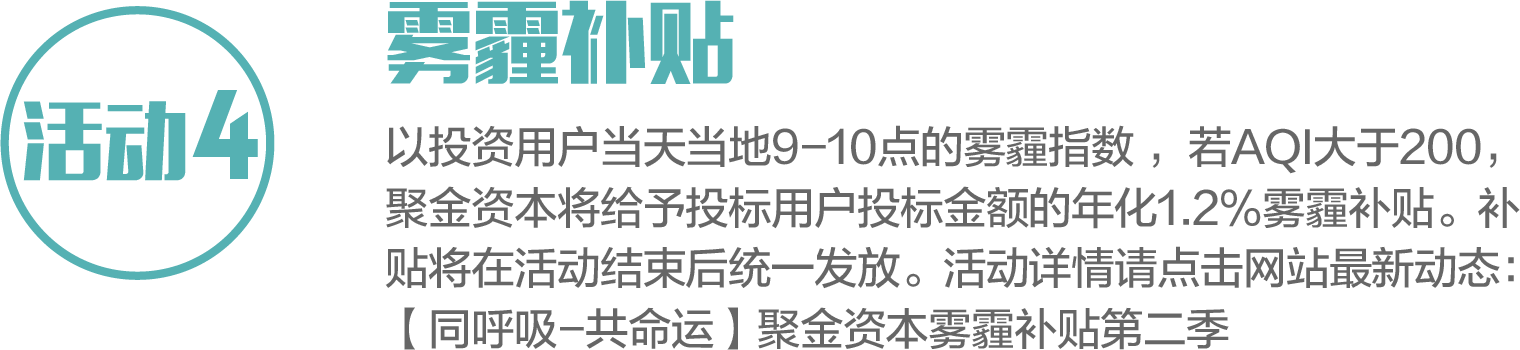 活动4
雾霾补贴
以投资用户当天当地9-10点的雾霾指数，若AQI大于200，
聚金资本将给予投标用户投标金额的年化1.2%雾霾补贴。补
贴将在活动结束后统一发放。活动详情请点击网站最新动态：
【同呼吸-共命运】聚金资本雾霾补贴第二季